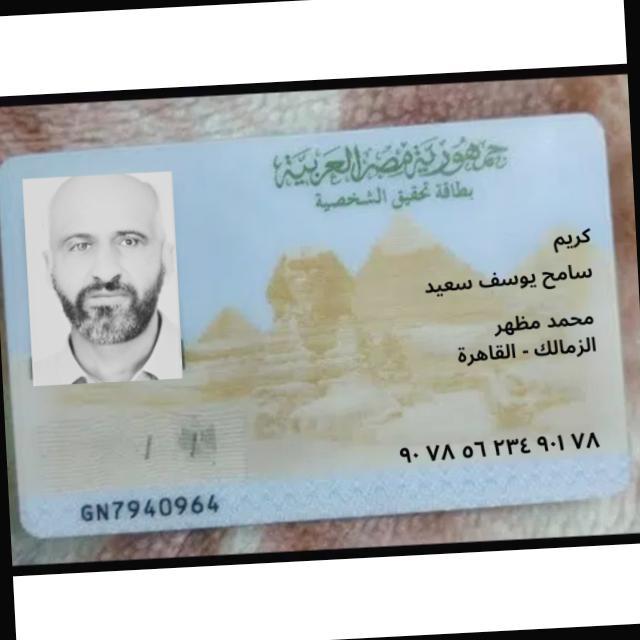 جمهورية مصر العربية
بطاقة تحقيق الشخصية
كريم
سامح يوسف سعيد
محمد مظهر
الزمالك - القاهرة
٩٠ ٧٨ ٥٦ ٢٣٤ ٩٠١ ٧٨
GN7940964